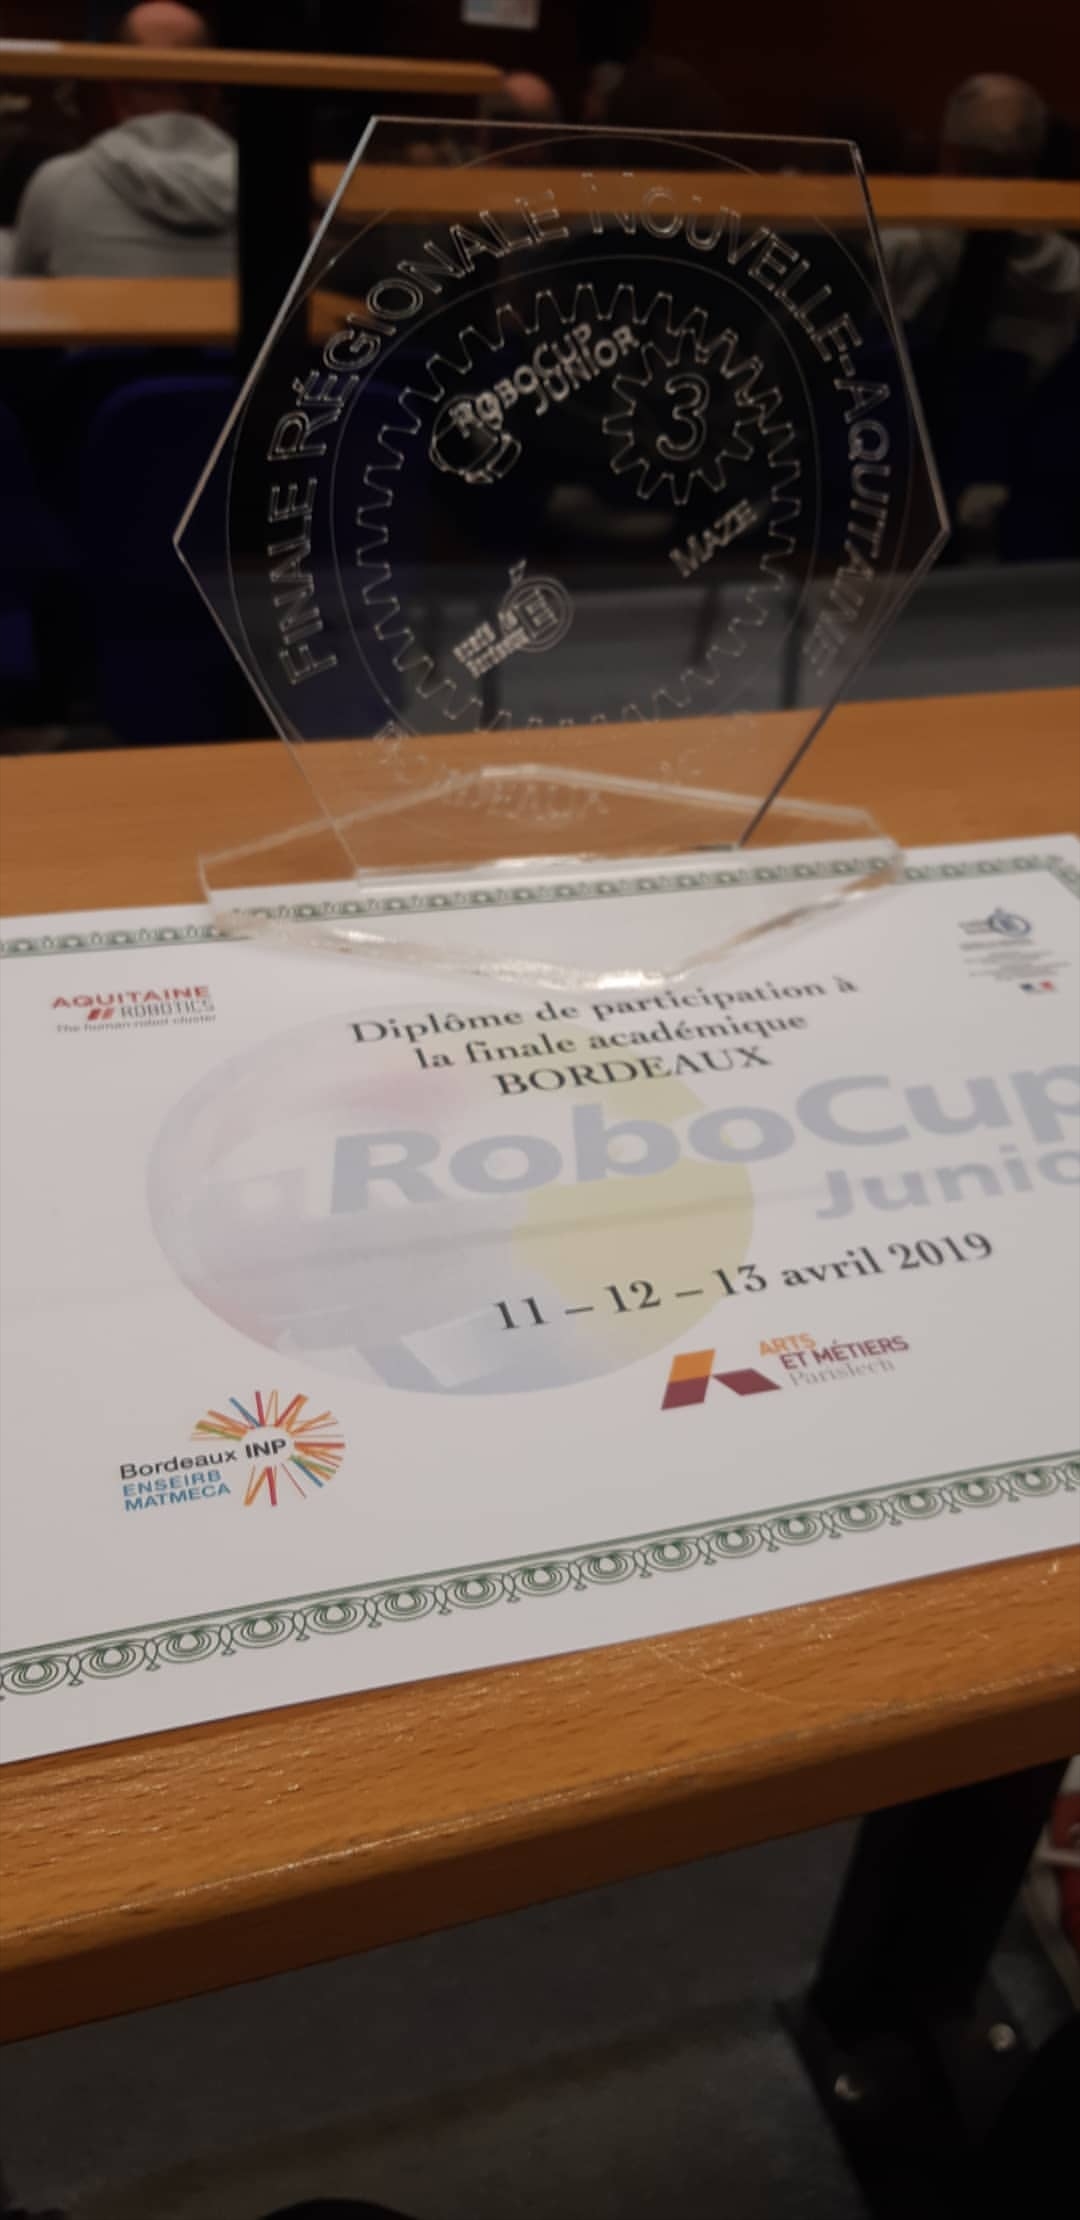 FINALE RÉGIONALE NOUVELLE-AQUITAINE
ROBOCUP
JUNIOR
3
MAZE
BORDEAUX
AQUITAINE
ROBOTICS
The human robot cluster
Diplôme de participation à
la finale académique
BORDEAUX
RoboCup
Junio
11 – 12 – 13 avril 2019
ARTS
ET MÉTIERS
ParisTech
Bordeaux INP
ENSEIRB
MATMECA